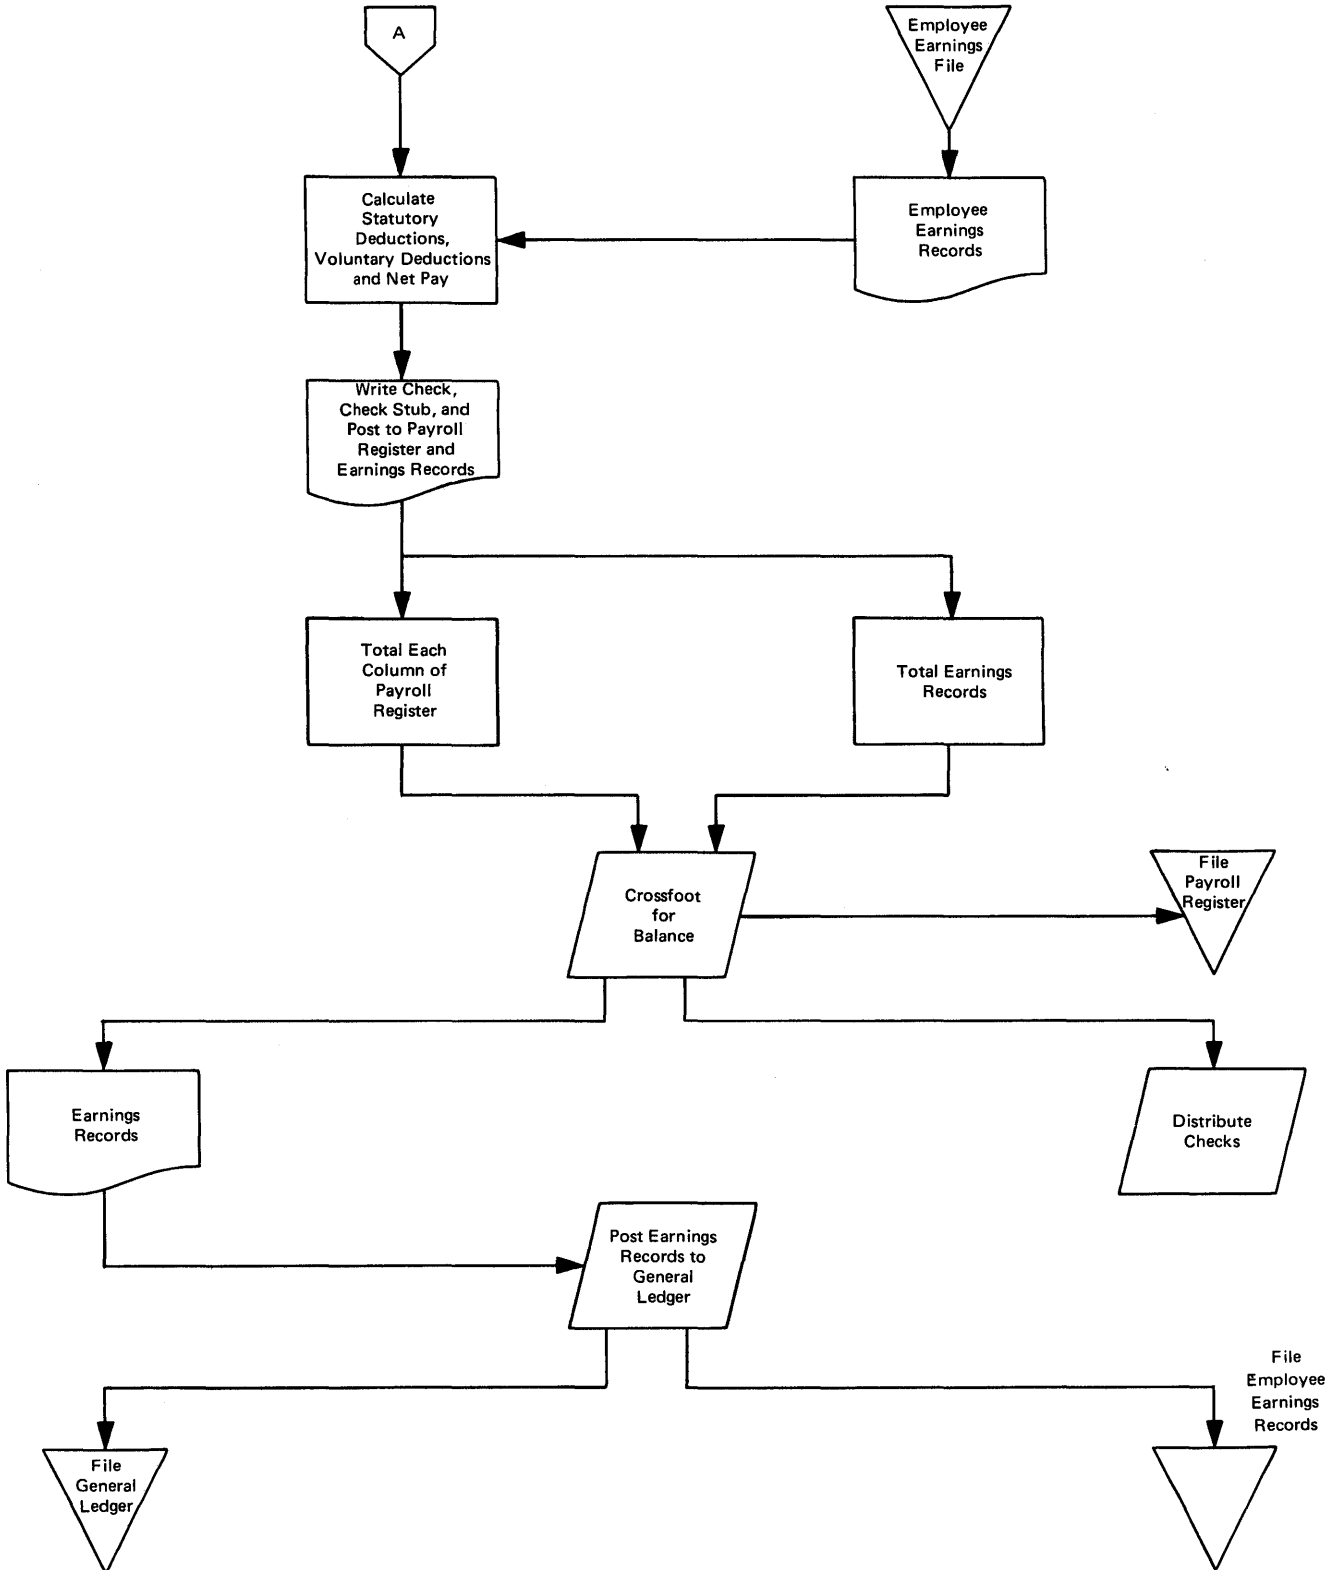 A
Employee
Earnings
File
Calculate
Statutory
Deductions,
Voluntary Deductions
and Net Pay
Employee
Earnings
Records
Write Check,
Check Stub, and
Post to Payroll
Register and
Earnings Records
Total Each
Column of
Payroll
Register
Total Earnings
Records
Crossfoot
for
Balance
File
Payroll
Register
Earnings
Records
Distribute
Checks
Post Earnings
Records to
General
Ledger
File
General
Ledger
File
Employee
Earnings
Records